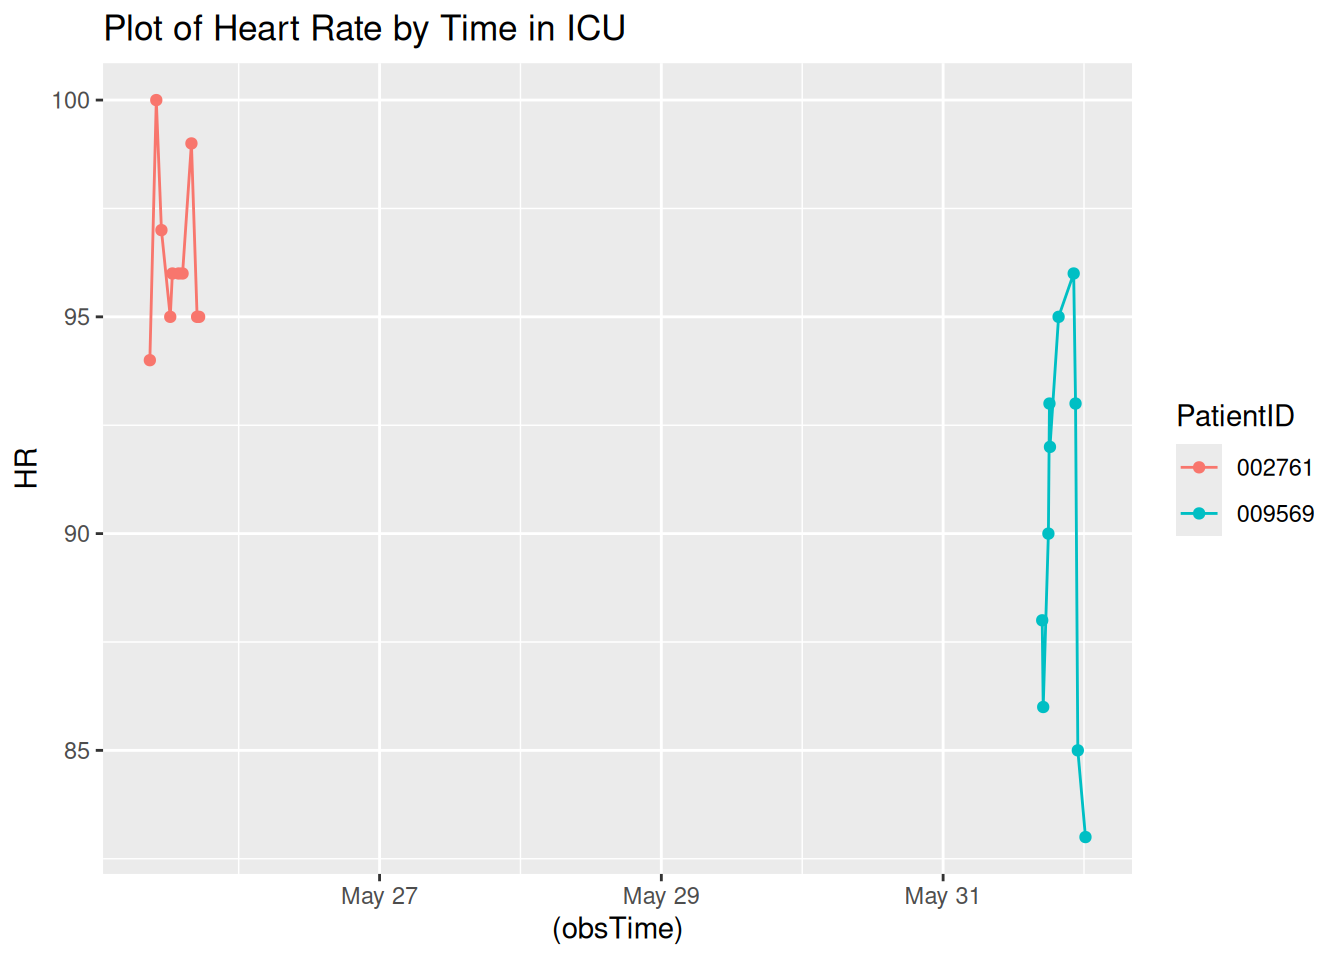 Plot of Heart Rate by Time in ICU
100
95
90
85
HR
May 27
May 29
May 31
(obsTime)
PatientID
002761
009569